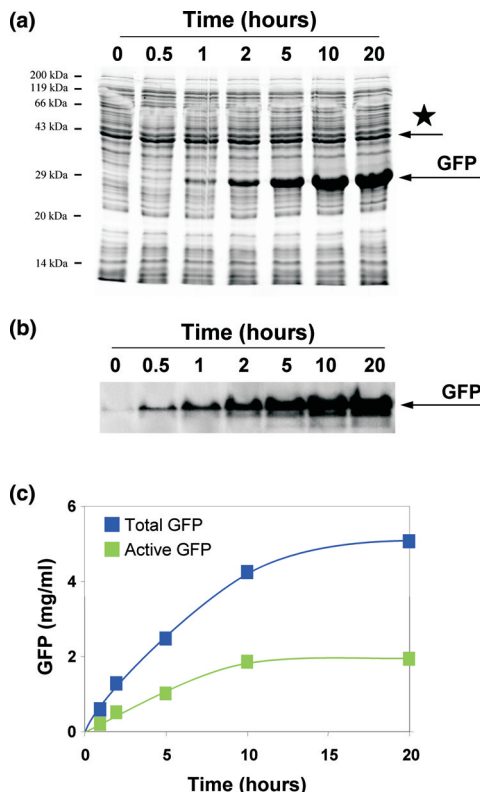 (a)
Time (hours)
0 0.5 1 2 5 10 20
200 kDa
119 kDa
66 kDa
43 kDa
29 kDa
GFP
20 kDa
14 kDa
(b)
Time (hours)
0 0.5 1 2 5 10 20
GFP
(c)
6
Total GFP
Active GFP
4
GFP (mg/ml)
2
0
0 5 10 15 20
Time (hours)